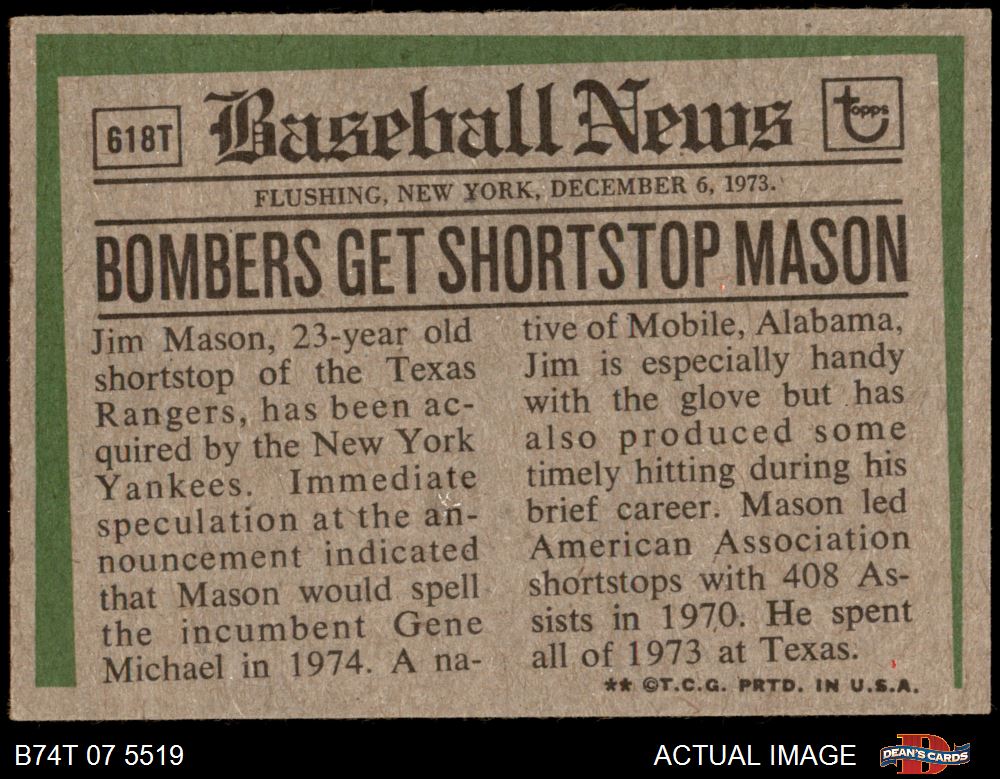 618T
Baseball News
topps
FLUSHING, NEW YORK, DECEMBER 6, 1973.
BOMBERS GET SHORTSTOP MASON
Jim Mason, 23-year old
shortstop of the Texas
Rangers, has been ac-
quired by the New York
Yankees. Immediate
speculation at the an-
nouncement indicated
that Mason would spell
the incumbent Gene
Michael in 1974. A na-
tive of Mobile, Alabama,
Jim is especially handy
with the glove but has
also produced some
timely hitting during his
brief career. Mason led
American Association
shortstops with 408 As-
sists in 1970. He spent
all of 1973 at Texas.
** ©T.C.G. PRTD. IN U.S.A.
B74T 07 5519
ACTUAL IMAGE
D
DEAN'S CARDS